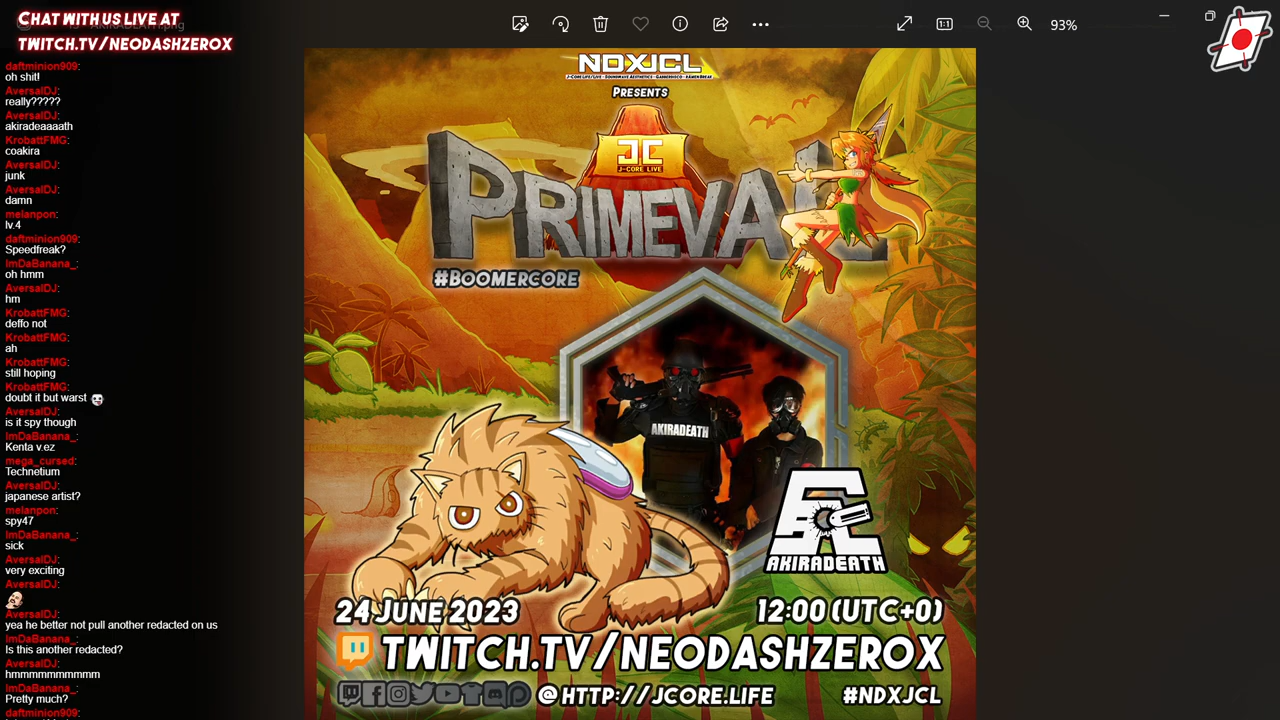 CHAT WITH US LIVE AT
TWITCH.TV/NEODASHZEROX
93%
daftminion909:
oh shit!
AversalDJ:
really?????
AversalDJ:
akiradeaaaath
KrobattFMG:
coakira
AversalDJ:
junk
AversalDJ:
damn
melanpon:
lv.4
daftminion909:
Speedfreak?
ImDaBanana_:
oh hmm
AversalDJ:
hm
KrobattFMG:
deffo not
KrobattFMG:
ah
KrobattFMG:
still hoping
KrobattFMG:
doubt it but warst
AversalDJ:
is it spy though
ImDaBanana_:
Kenta v.ez
mega_cursed:
Technetium
AversalDJ:
japanese artist?
melanpon:
spy47
ImDaBanana_:
sick
AversalDJ:
very exciting
AversalDJ:
AversalDJ:
yea he better not pull another redacted on us
ImDaBanana_:
Is this another redacted?
AversalDJ:
hmmmmmmmmmm
ImDaBanana_:
Pretty much?
daftminion909:
NDXJCL
PRESENTS
JC
J-CORE LIVE
PRIMEVAL
#BOOMERCORE
AKIRADEATH
AKIRADEATH
24 JUNE 2023
12:00 (UTC+0)
TWITCH.TV/NEODASHZEROX
@HTTP://JCORE.LIFE
#NDXJCL